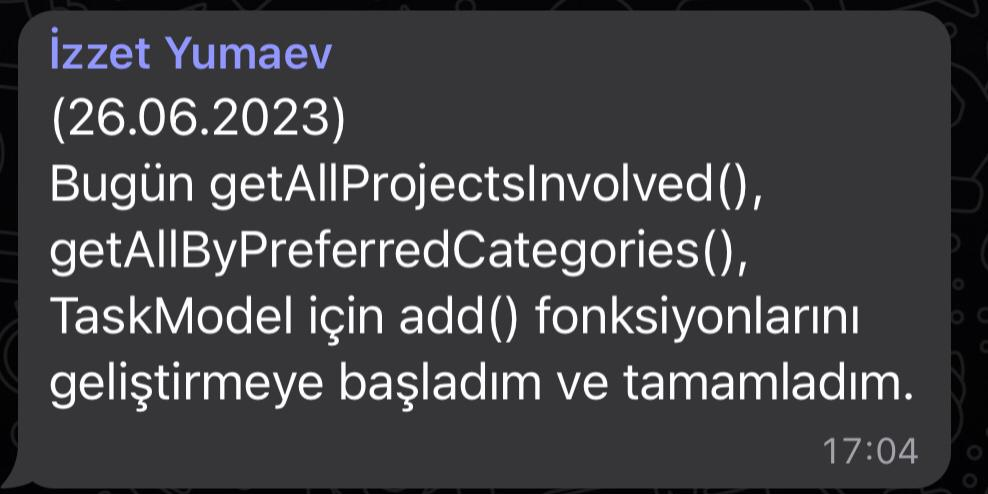 İzzet Yumaev
(26.06.2023)
Bugün getAllProjectsInvolved(),
getAllByPreferredCategories(),
TaskModel için add() fonksiyonlarını
geliştirmeye başladım ve tamamladım.
17:04